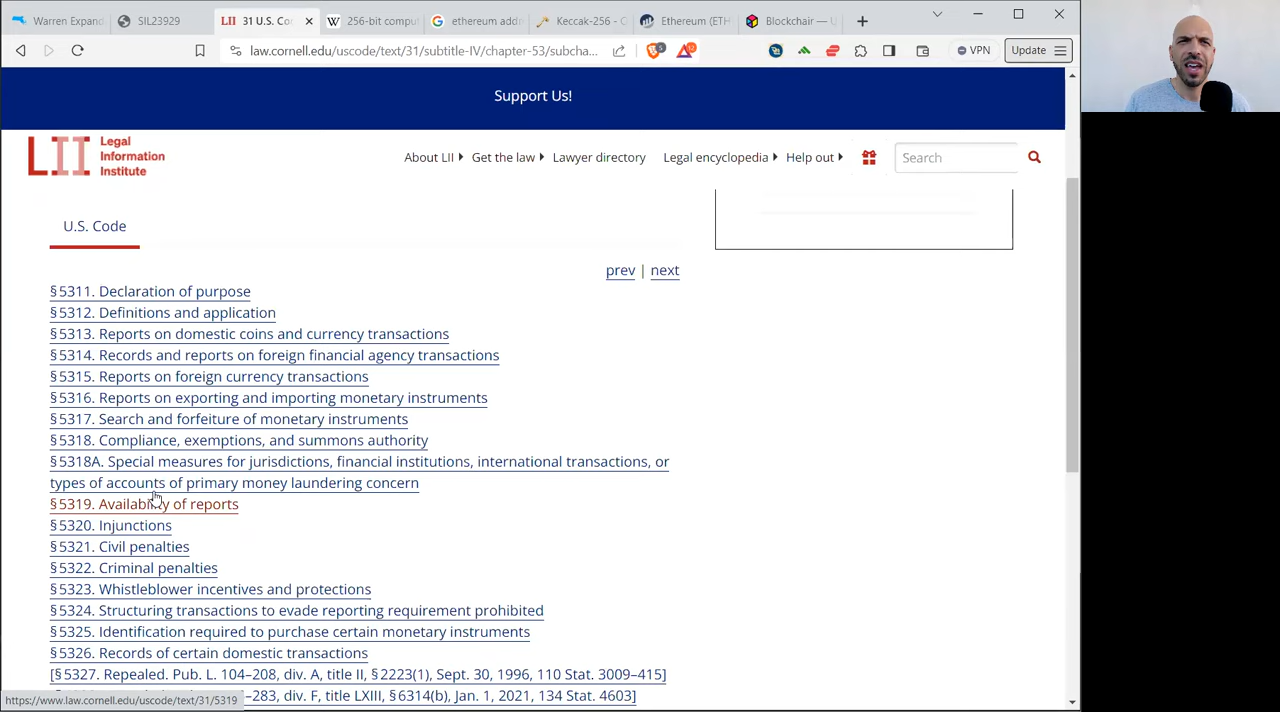 Warren Expand
SIL23929
LII 31 U.S. Co
W 256-bit compu
G ethereum addr
Keccak-256 - O
Ethereum (ETH
Blockchair — U
law.cornell.edu/uscode/text/31/subtitle-IV/chapter-53/subcha...
5
12
VPN
Update
Support Us!
LII Legal
Information
Institute
About LII
Get the law
Lawyer directory
Legal encyclopedia
Help out
Search
U.S. Code
prev | next
§ 5311. Declaration of purpose
§ 5312. Definitions and application
§ 5313. Reports on domestic coins and currency transactions
§ 5314. Records and reports on foreign financial agency transactions
§ 5315. Reports on foreign currency transactions
§ 5316. Reports on exporting and importing monetary instruments
§ 5317. Search and forfeiture of monetary instruments
§ 5318. Compliance, exemptions, and summons authority
§ 5318A. Special measures for jurisdictions, financial institutions, international transactions, or
types of accounts of primary money laundering concern
§ 5319. Availability of reports
§ 5320. Injunctions
§ 5321. Civil penalties
§ 5322. Criminal penalties
§ 5323. Whistleblower incentives and protections
§ 5324. Structuring transactions to evade reporting requirement prohibited
§ 5325. Identification required to purchase certain monetary instruments
§ 5326. Records of certain domestic transactions
[§ 5327. Repealed. Pub. L. 104–208, div. A, title II, § 2223(1), Sept. 30, 1996, 110 Stat. 3009–415]
–283, div. F, title LXIII, § 6314(b), Jan. 1, 2021, 134 Stat. 4603]
https://www.law.cornell.edu/uscode/text/31/5319